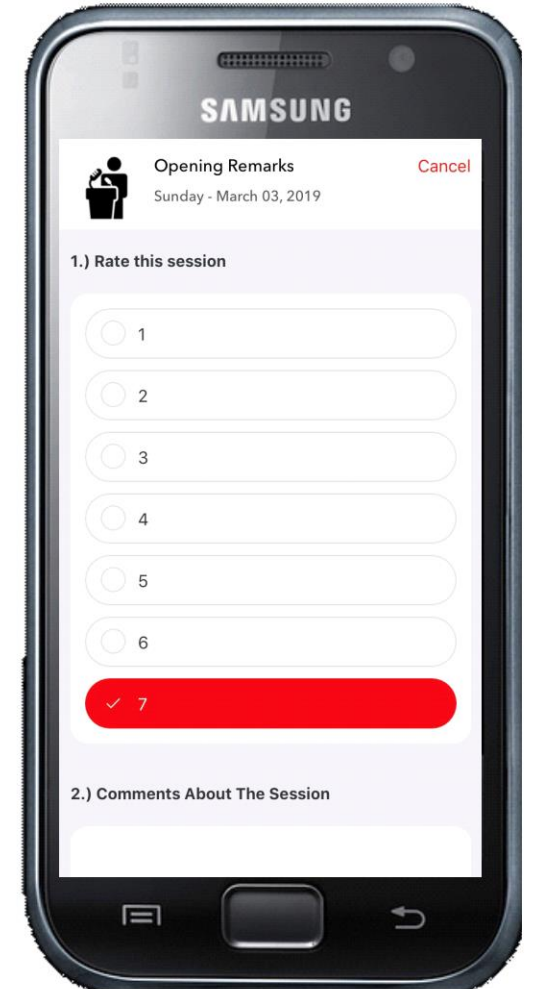 SAMSUNG
Opening Remarks
Cancel
Sunday - March 03, 2019
1.) Rate this session
1
2
3
4
5
6
7
2.) Comments About The Session